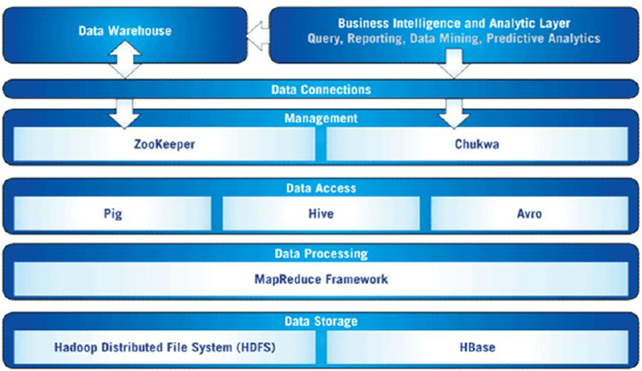 Data Warehouse
Business Intelligence and Analytic Layer
Query, Reporting, Data Mining, Predictive Analytics
Data Connections
Management
ZooKeeper
Chukwa
Data Access
Pig
Hive
Avro
Data Processing
MapReduce Framework
Data Storage
Hadoop Distributed File System (HDFS)
HBase